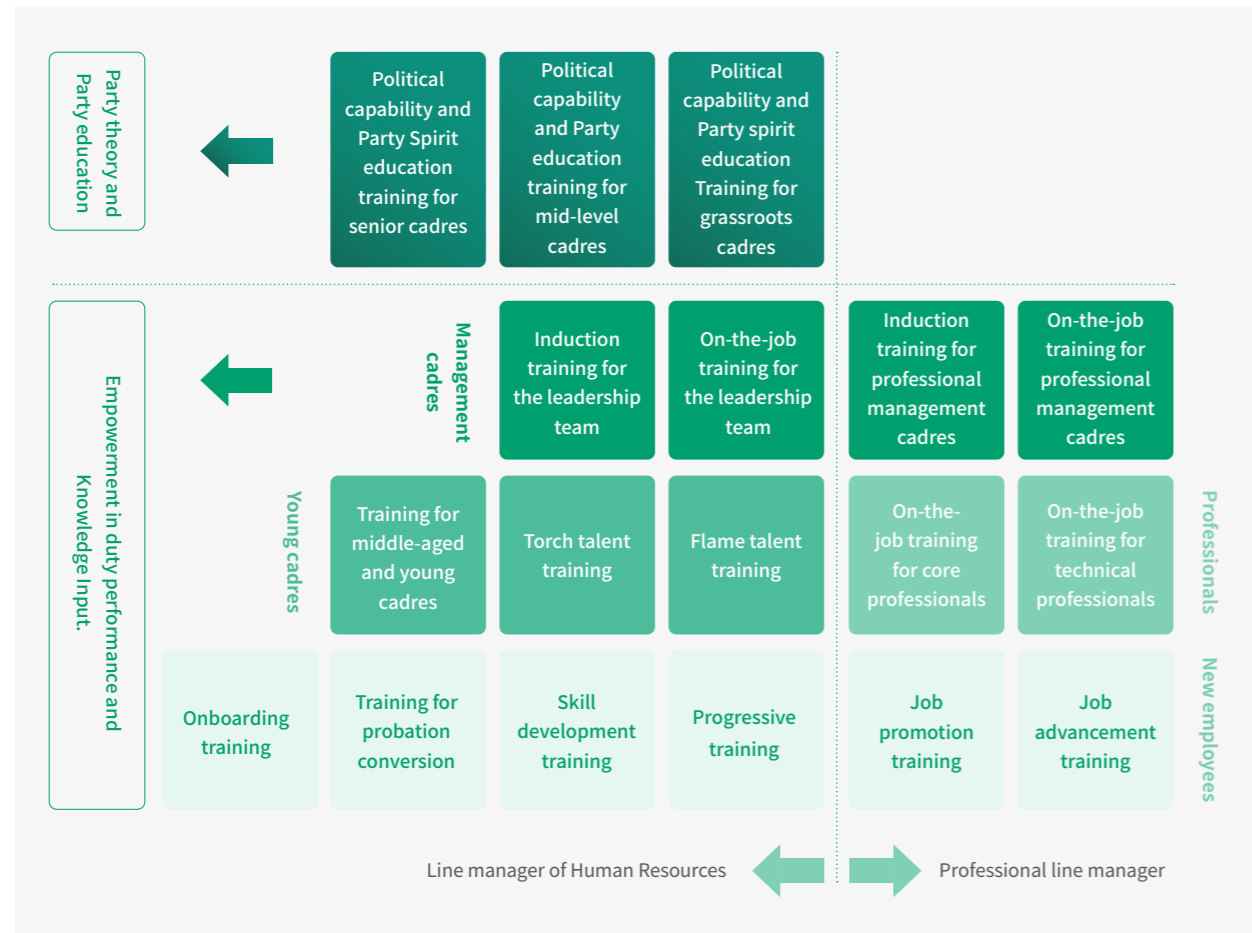 Party theory and
Party education
Political
capability and
Party Spirit
education
training for
senior cadres
Political
capability
and Party
education
training for
mid-level
cadres
Political
capability and
Party spirit
education
Training for
grassroots
cadres
Empowerment in duty performance and
Knowledge Input.
Management
cadres
Induction
training for
the leadership
team
On-the-job
training for
the leadership
team
Induction
training for
professional
management
cadres
On-the-job
training for
professional
management
cadres
Young cadres
Training for
middle-aged
and young
cadres
Torch talent
training
Flame talent
training
On-the-
job training
for core
professionals
On-the-job
training for
technical
professionals
Professionals
Onboarding
training
Training for
probation
conversion
Skill
development
training
Progressive
training
Job
promotion
training
Job
advancement
training
New employees
Line manager of Human Resources
Professional line manager